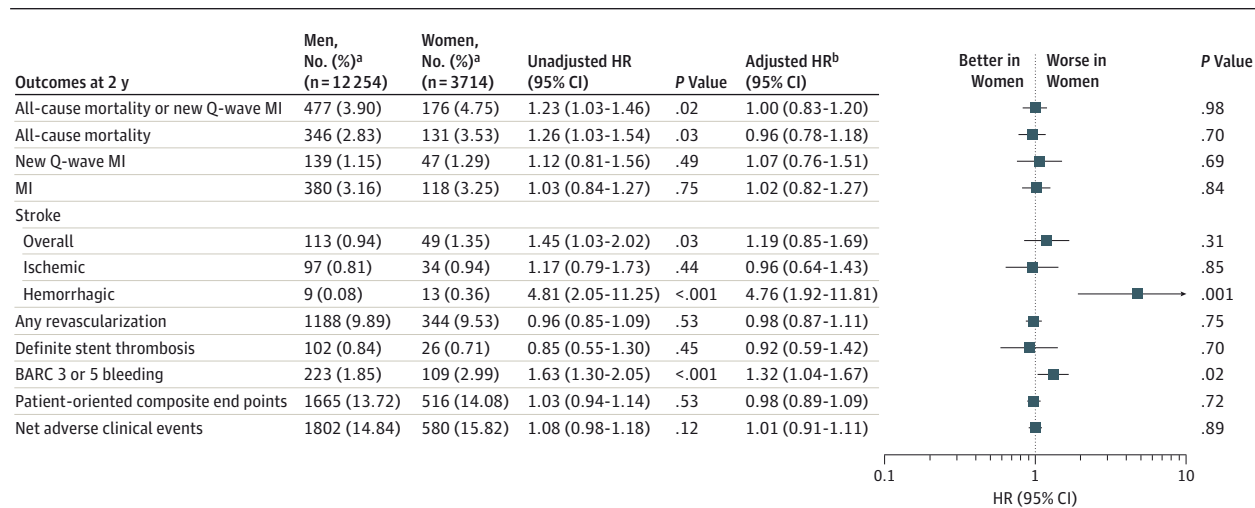 Outcomes at 2 y | Men, No. (%)a (n = 12 254) | Women, No. (%)a (n = 3714) | Unadjusted HR (95% CI) | P Value | Adjusted HRb (95% CI) | Better in Women | Worse in Women | P Value
All-cause mortality or new Q-wave MI 477 (3.90) 176 (4.75) 1.23 (1.03-1.46) .02 1.00 (0.83-1.20) .98
All-cause mortality 346 (2.83) 131 (3.53) 1.26 (1.03-1.54) .03 0.96 (0.78-1.18) .70
New Q-wave MI 139 (1.15) 47 (1.29) 1.12 (0.81-1.56) .49 1.07 (0.76-1.51) .69
MI 380 (3.16) 118 (3.25) 1.03 (0.84-1.27) .75 1.02 (0.82-1.27) .84
Stroke
Overall 113 (0.94) 49 (1.35) 1.45 (1.03-2.02) .03 1.19 (0.85-1.69) .31
Ischemic 97 (0.81) 34 (0.94) 1.17 (0.79-1.73) .44 0.96 (0.64-1.43) .85
Hemorrhagic 9 (0.08) 13 (0.36) 4.81 (2.05-11.25) <.001 4.76 (1.92-11.81) .001
Any revascularization 1188 (9.89) 344 (9.53) 0.96 (0.85-1.09) .53 0.98 (0.87-1.11) .75
Definite stent thrombosis 102 (0.84) 26 (0.71) 0.85 (0.55-1.30) .45 0.92 (0.59-1.42) .70
BARC 3 or 5 bleeding 223 (1.85) 109 (2.99) 1.63 (1.30-2.05) <.001 1.32 (1.04-1.67) .02
Patient-oriented composite end points 1665 (13.72) 516 (14.08) 1.03 (0.94-1.14) .53 0.98 (0.89-1.09) .72
Net adverse clinical events 1802 (14.84) 580 (15.82) 1.08 (0.98-1.18) .12 1.01 (0.91-1.11) .89
0.1 1 10
HR (95% CI)